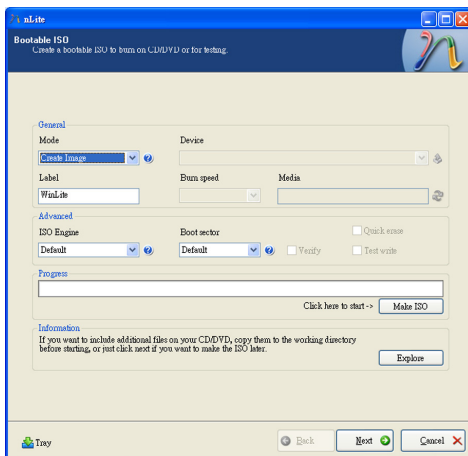 nLite
Bootable ISO
Create a bootable ISO to burn on CD/DVD or for testing.
General
Mode
Device
Create Image
Label
Burn speed
Media
WinLite
Advanced
ISO Engine
Boot sector
Quick erase
Default
Default
Verify
Test write
Progress
Click here to start -> Make ISO
Information
If you want to include additional files on your CD/DVD, copy them to the working directory
before starting, or just click next if you want to make the ISO later.
Explore
Tray
Back
Next
Cancel